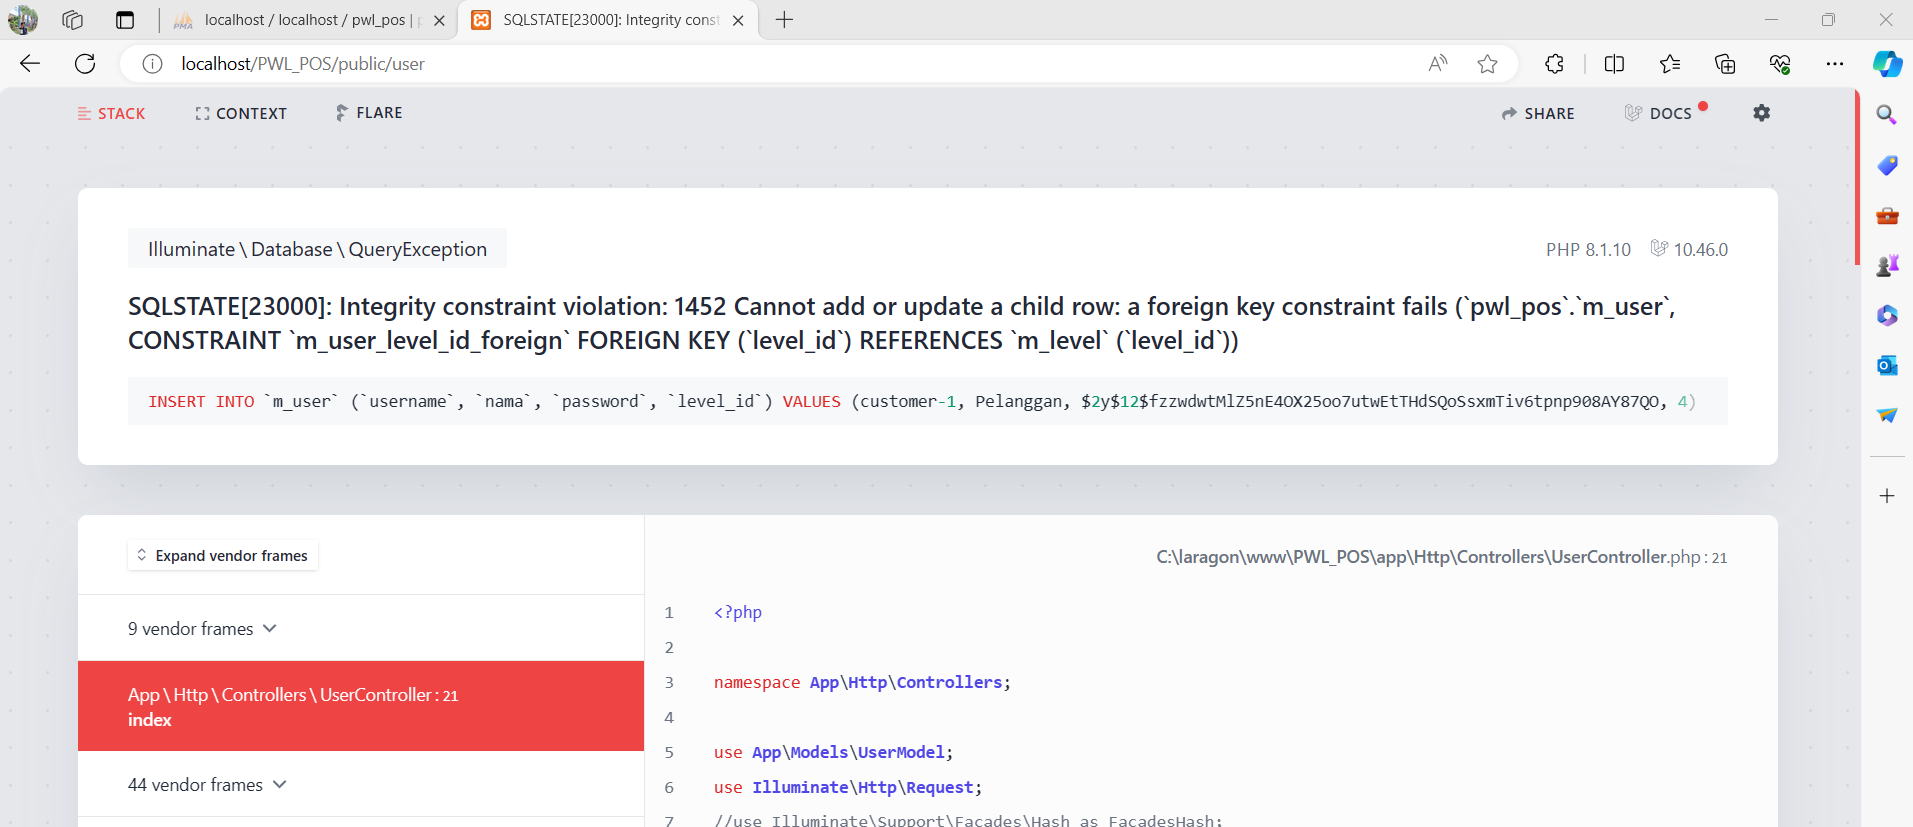 PMA localhost / localhost / pwl_pos | p
SQLSTATE[23000]: Integrity const
localhost/PWL_POS/public/user
STACK CONTEXT FLARE SHARE DOCS
Illuminate\Database\QueryException
PHP 8.1.10 10.46.0
SQLSTATE[23000]: Integrity constraint violation: 1452 Cannot add or update a child row: a foreign key constraint fails (`pwl_pos`.`m_user`,
CONSTRAINT `m_user_level_id_foreign` FOREIGN KEY (`level_id`) REFERENCES `m_level` (`level_id`))
INSERT INTO `m_user` (`username`, `nama`, `password`, `level_id`) VALUES (customer-1, Pelanggan, $2y$12$fzzwdwtMlZ5nE4OX25oo7utwEtTHdSQoSsxmTiv6tpnp908AY87QO, 4)
Expand vendor frames
9 vendor frames
App\Http\Controllers\UserController:21
index
44 vendor frames
C:\laragon\www\PWL_POS\app\Http\Controllers\UserController.php:21
1 <?php
2
3 namespace App\Http\Controllers;
4
5 use App\Models\UserModel;
6 use Illuminate\Http\Request;
7 //use Illuminate\Support\Facades\Hash as FacadesHash;